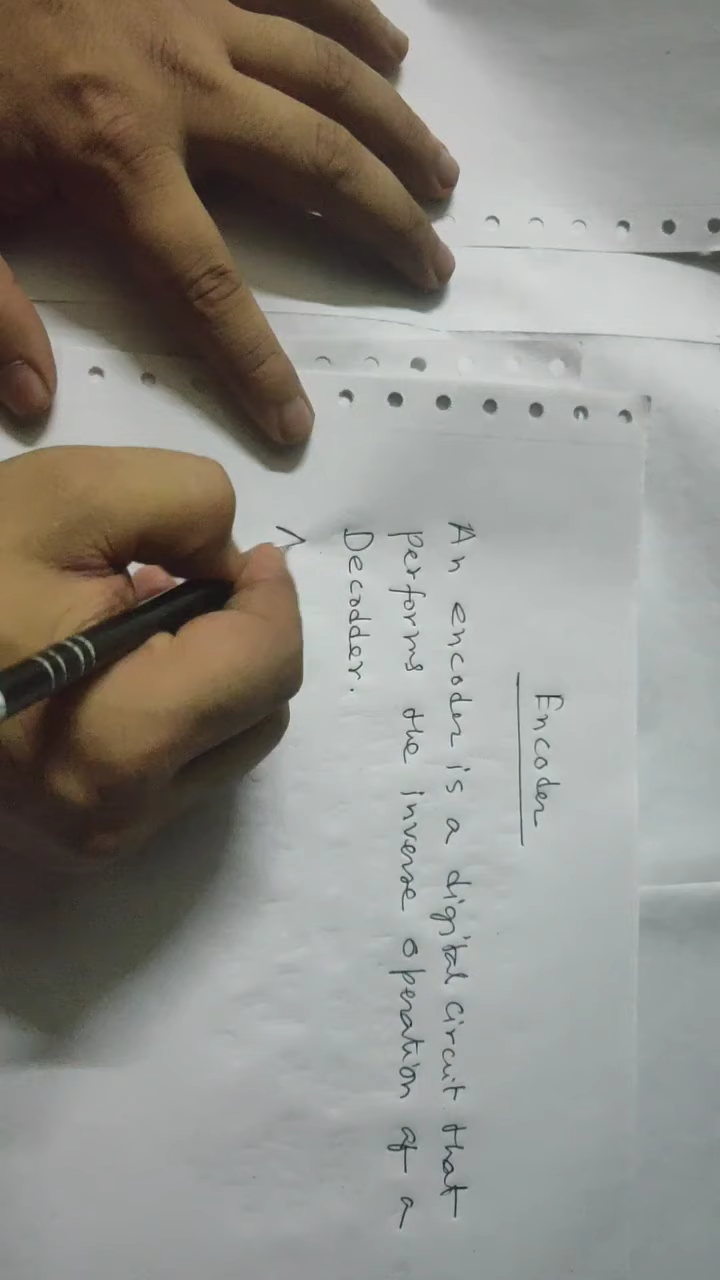 Encoder
An encoder is a digital circuit that
performs the inverse operation of a
Decodder.